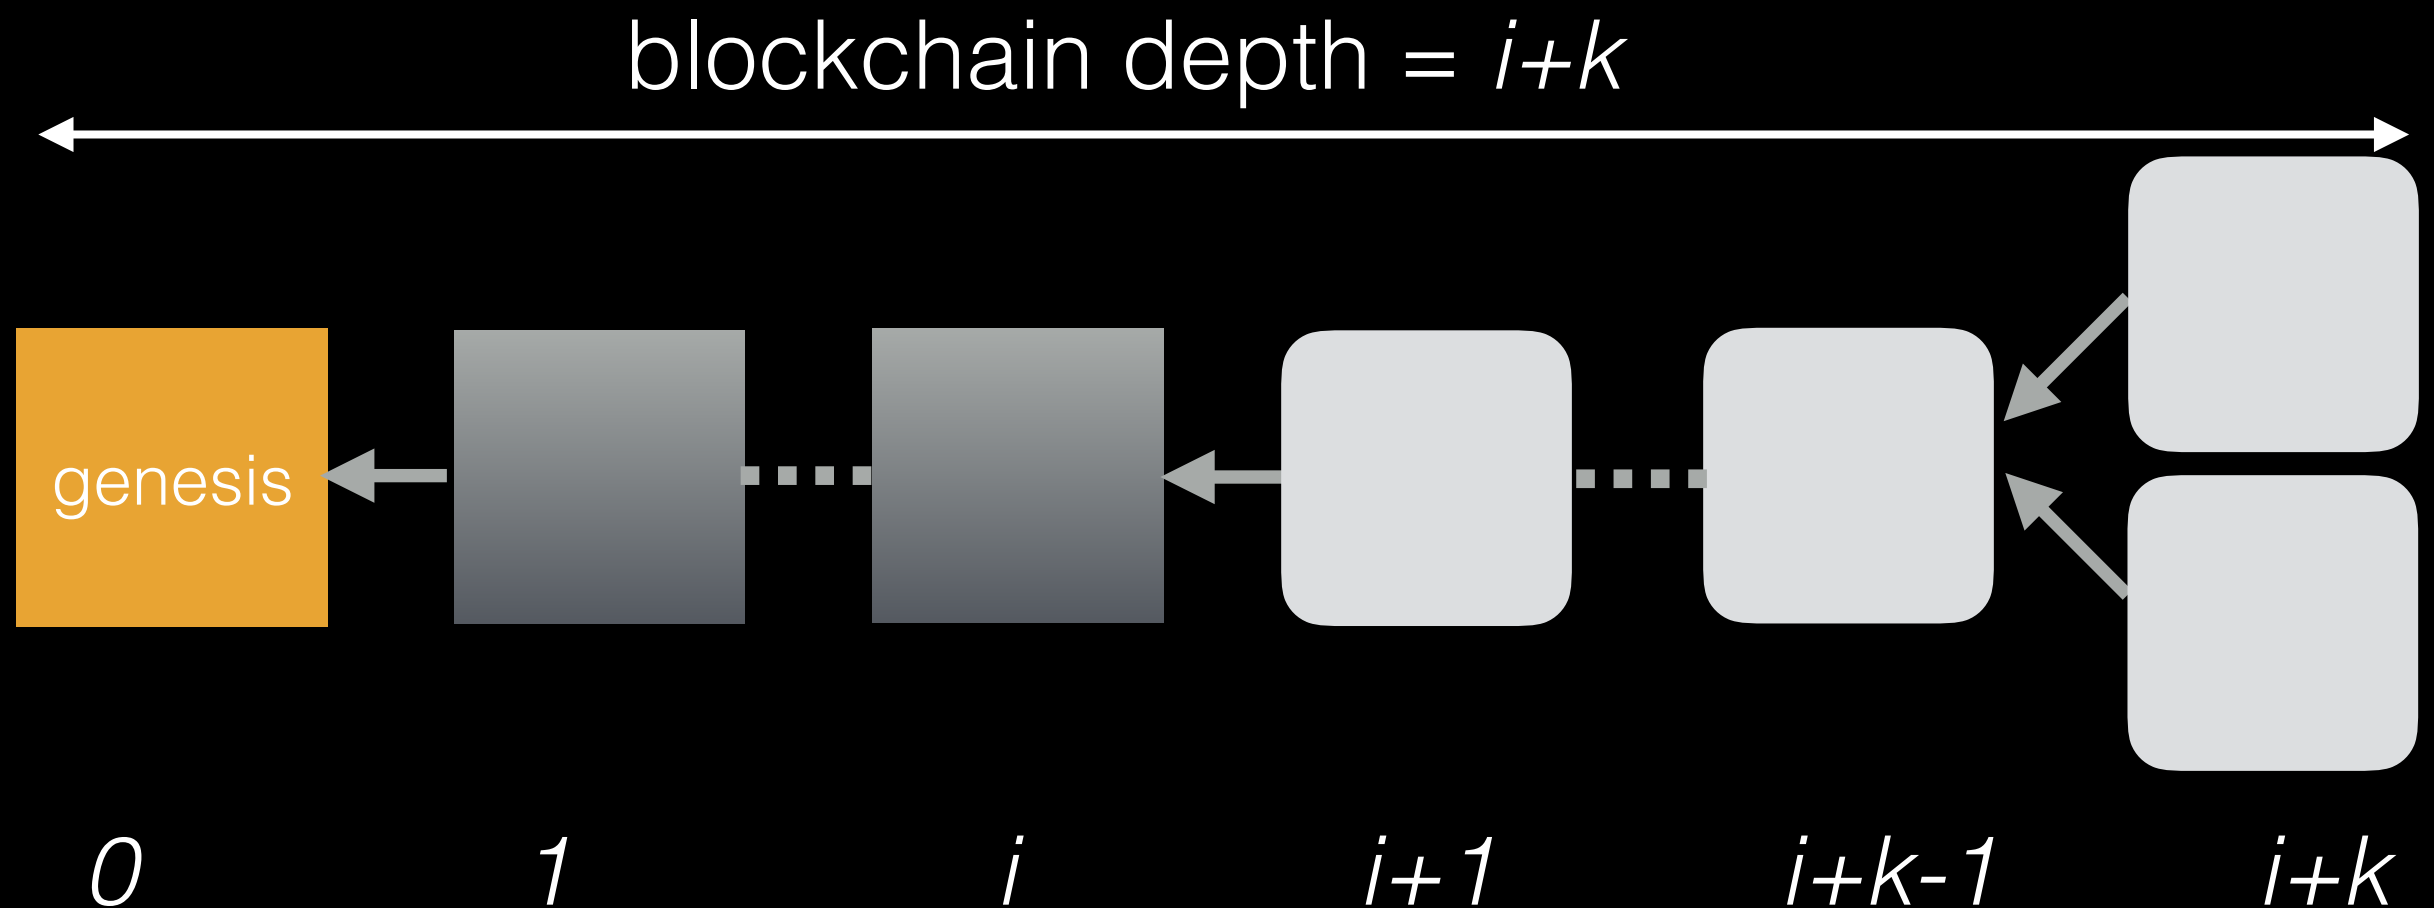 blockchain depth = i+k
genesis
0 1 i i+1 i+k-1 i+k